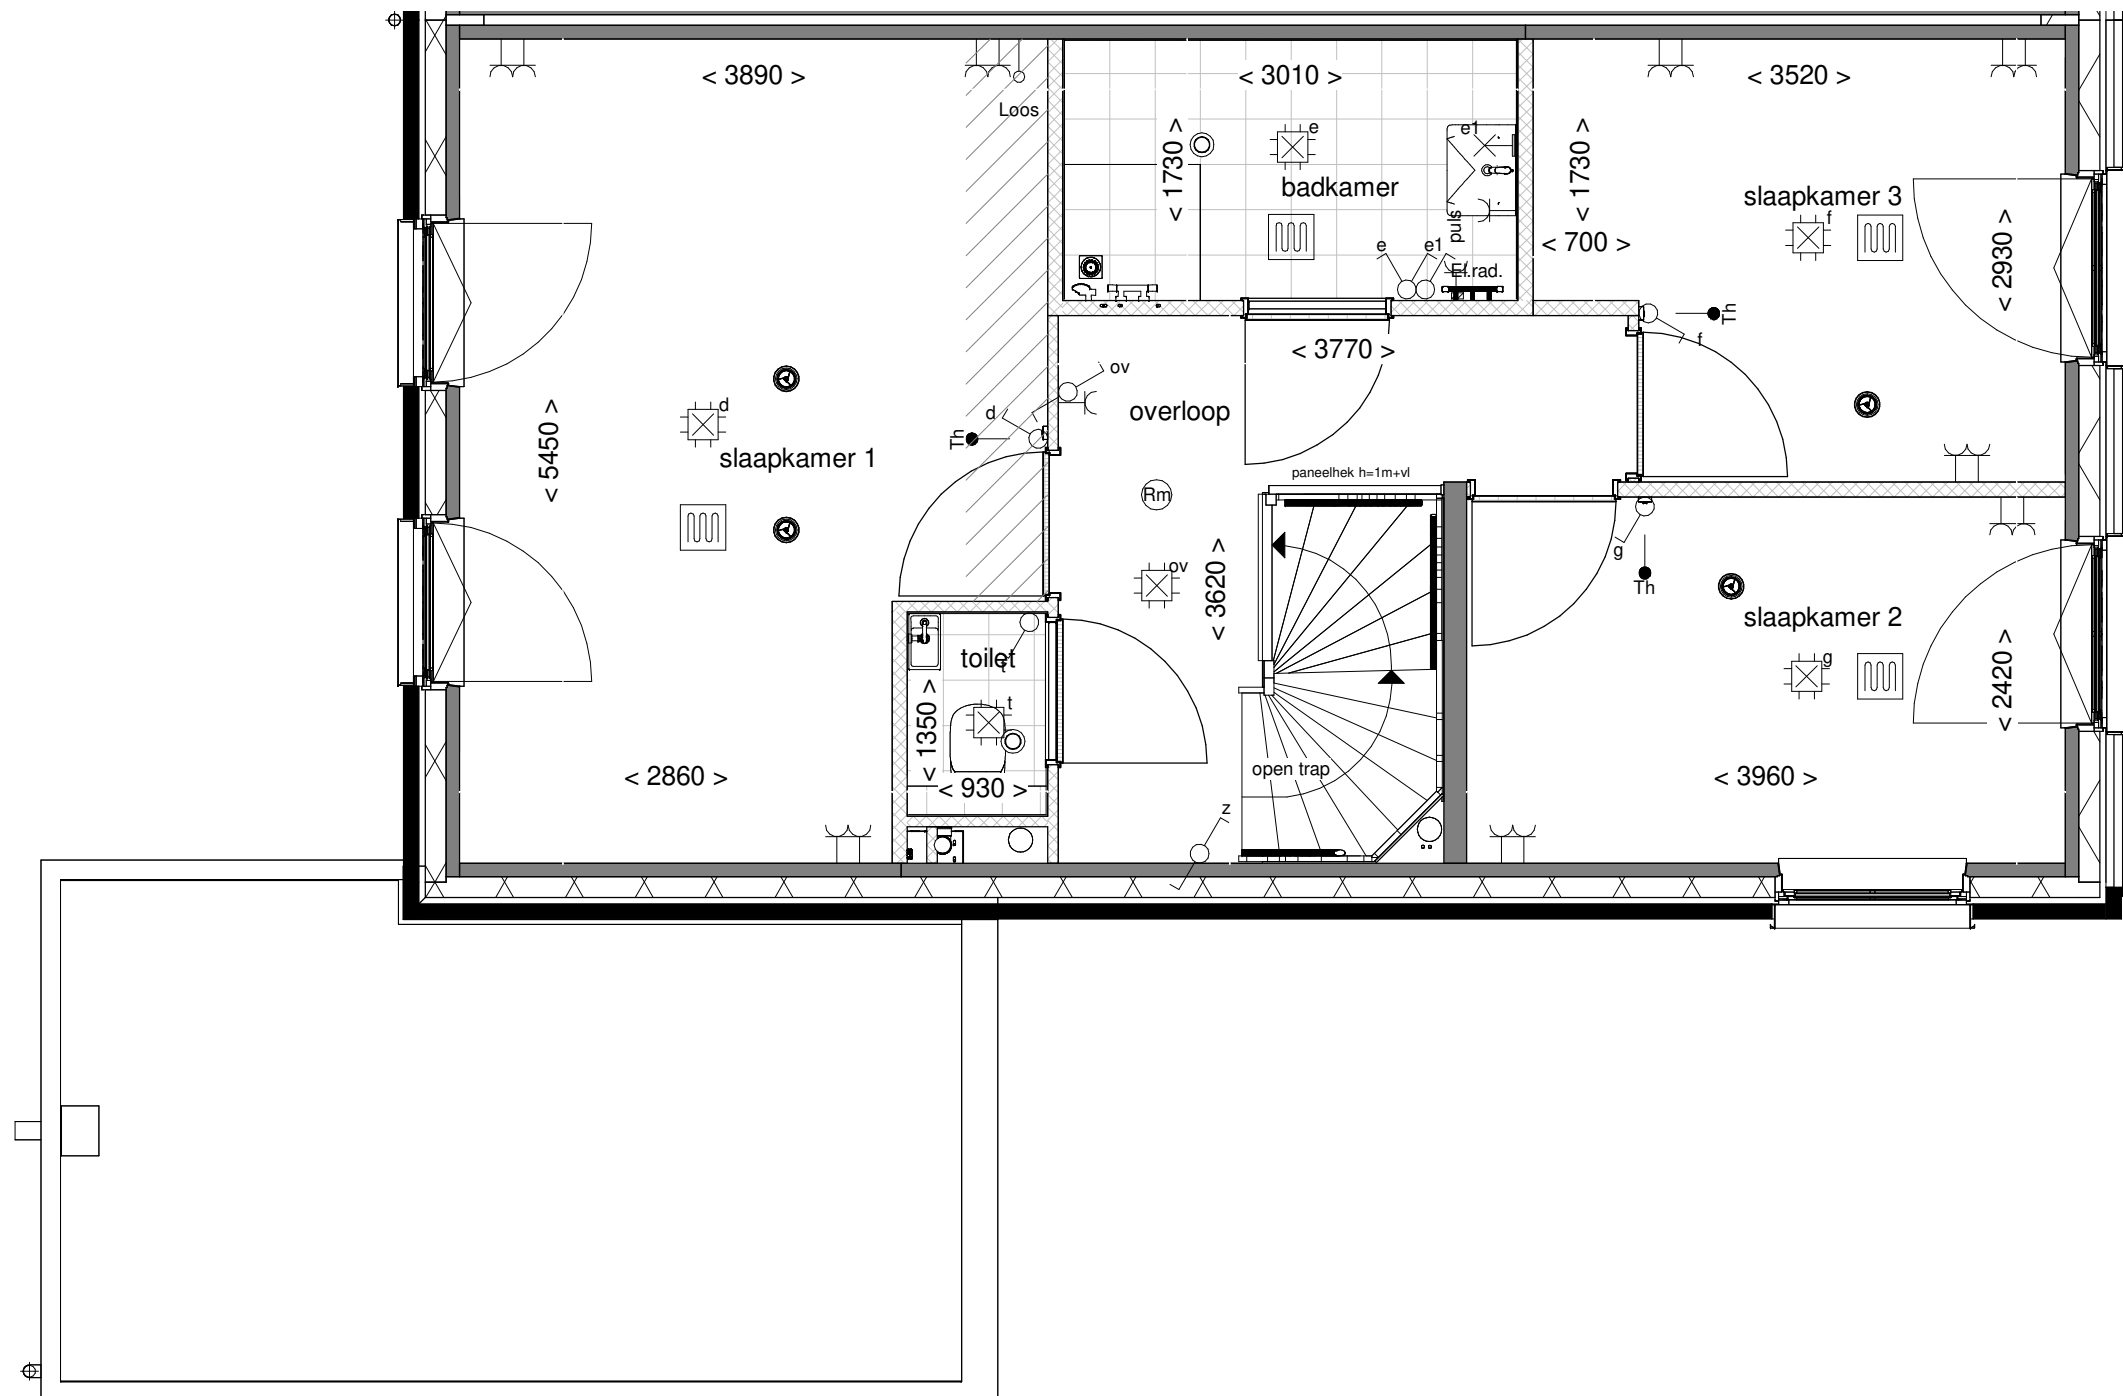 < 3890 >
< 3010 >
< 3520 >
Loos
e
e1
< 1730 >
< 1730 >
badkamer
slaapkamer 3
f
puls
e
e1
< 700 >
El.rad.
< 2930 >
Th
f
< 3770 >
ov
d
d
overloop
Th
slaapkamer 1
< 5450 >
paneelhek h=1m+vl
Rm
g
ov
Th
< 3620 >
slaapkamer 2
toilet
t
g
< 2420 >
t
< 1350 >
open trap
< 2860 >
< 930 >
< 3960 >
z